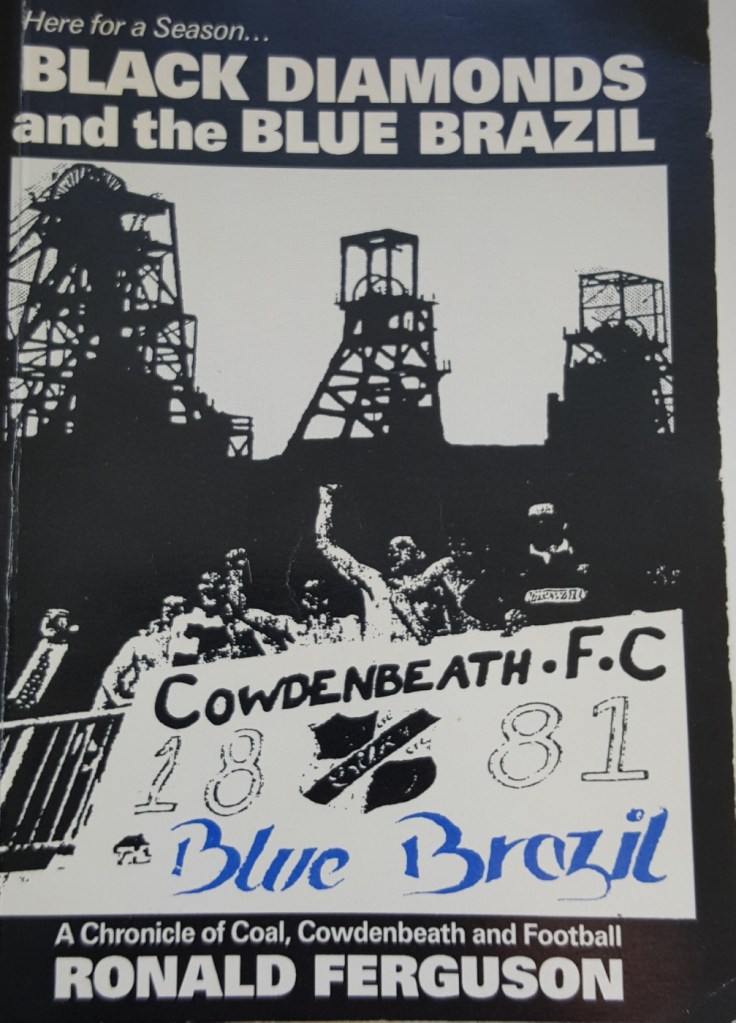 Here for a Season...
BLACK DIAMONDS
and the BLUE BRAZIL
COWDENBEATH.F.C
18 81
Blue Brazil
A Chronicle of Coal, Cowdenbeath and Football
RONALD FERGUSON